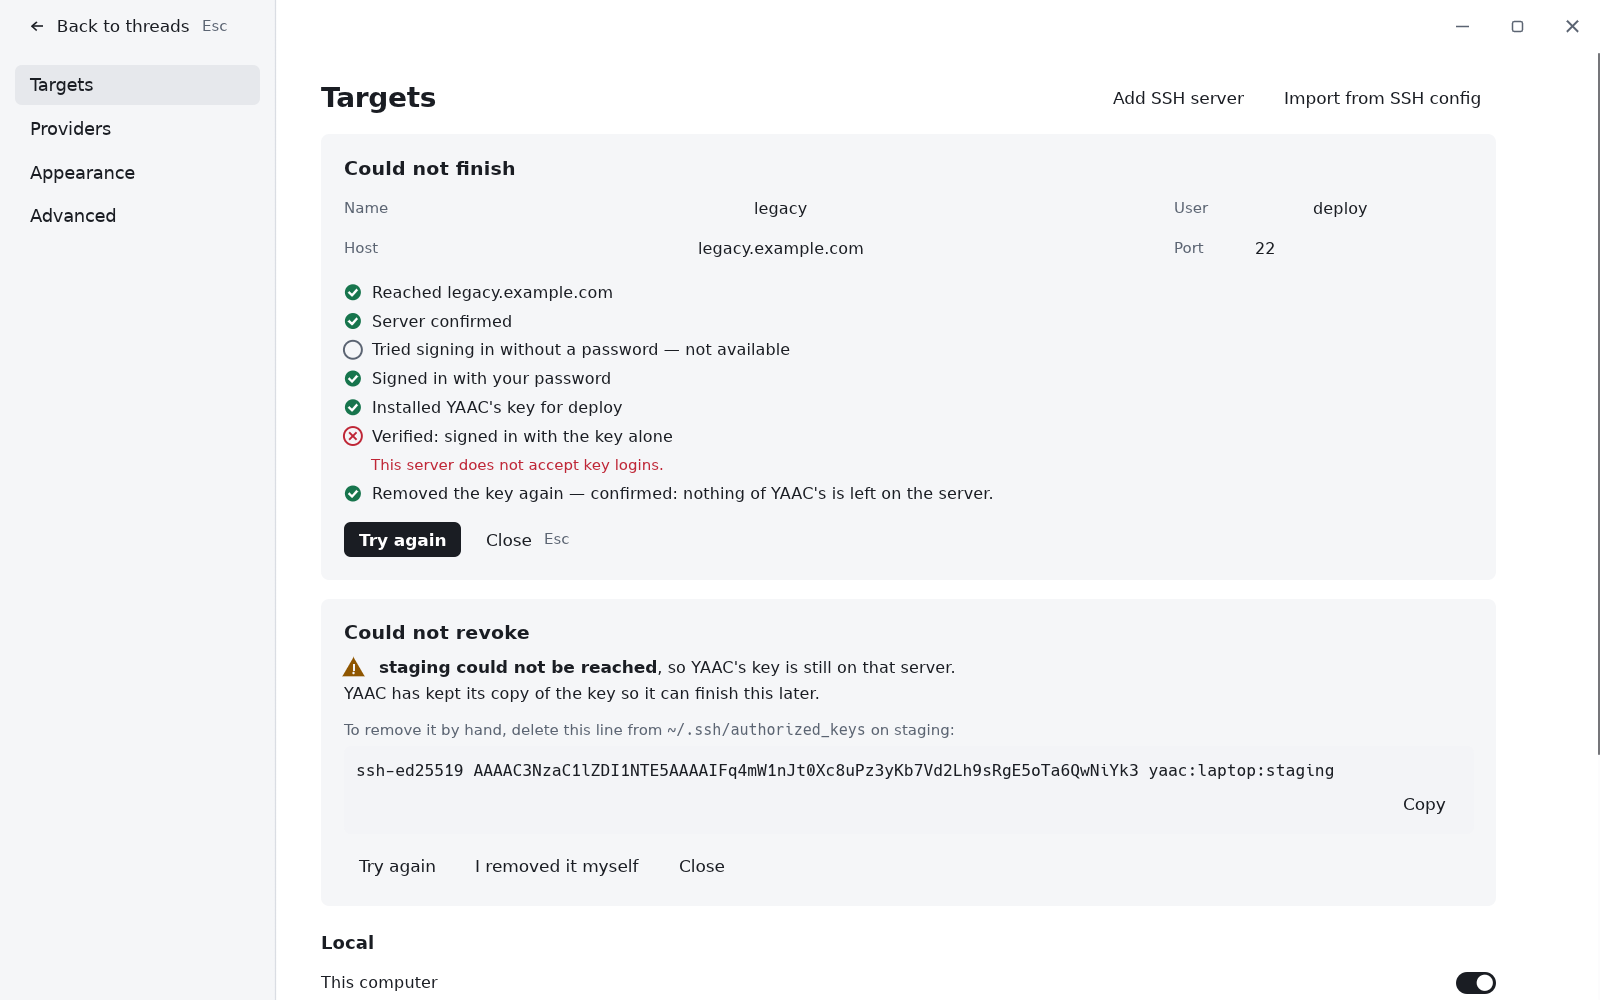 Back to threads Esc
Targets
Providers
Appearance
Advanced
Targets
Add SSH server
Import from SSH config
Could not finish
Name legacy User deploy
Host legacy.example.com Port 22
Reached legacy.example.com
Server confirmed
Tried signing in without a password — not available
Signed in with your password
Installed YAAC's key for deploy
Verified: signed in with the key alone
This server does not accept key logins.
Removed the key again — confirmed: nothing of YAAC's is left on the server.
Try again Close Esc
Could not revoke
staging could not be reached, so YAAC's key is still on that server.
YAAC has kept its copy of the key so it can finish this later.
To remove it by hand, delete this line from ~/.ssh/authorized_keys on staging:
ssh-ed25519 AAAAC3NzaC1lZDI1NTE5AAAAIFq4mW1nJt0Xc8uPz3yKb7Vd2Lh9sRgE5oTa6QwNiYk3 yaac:laptop:staging
Copy
Try again I removed it myself Close
Local
This computer